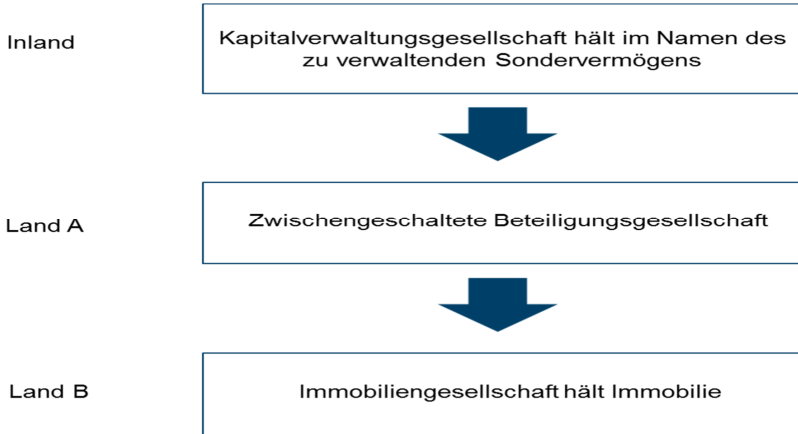 Inland
Kapitalverwaltungsgesellschaft hält im Namen des
zu verwaltenden Sondervermögens
Land A
Zwischengeschaltete Beteiligungsgesellschaft
Land B
Immobiliengesellschaft hält Immobilie